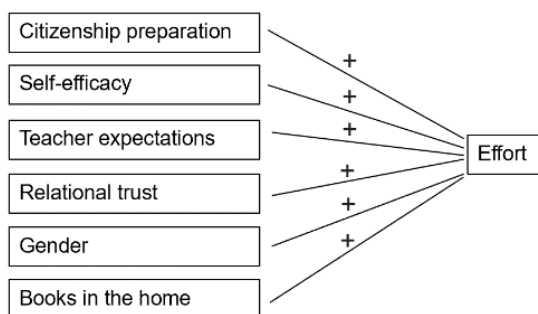 Citizenship preparation
Self-efficacy
Teacher expectations
Relational trust
Gender
Books in the home
+
+
+
+
+
+
Effort